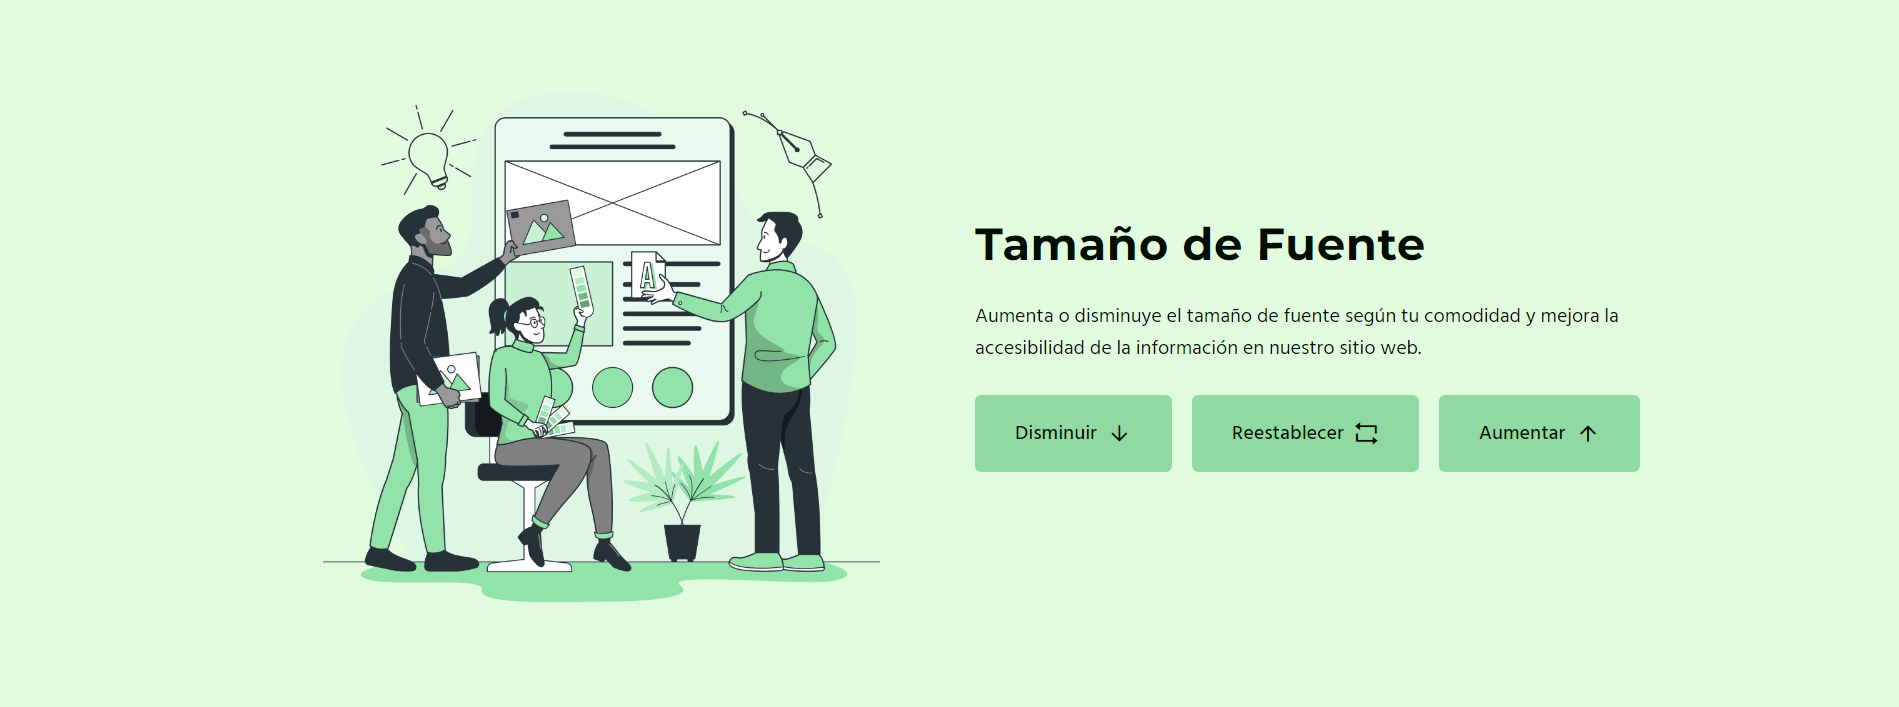 A
Tamaño de Fuente
Aumenta o disminuye el tamaño de fuente según tu comodidad y mejora la
accesibilidad de la información en nuestro sitio web.
Disminuir
Reestablecer
Aumentar